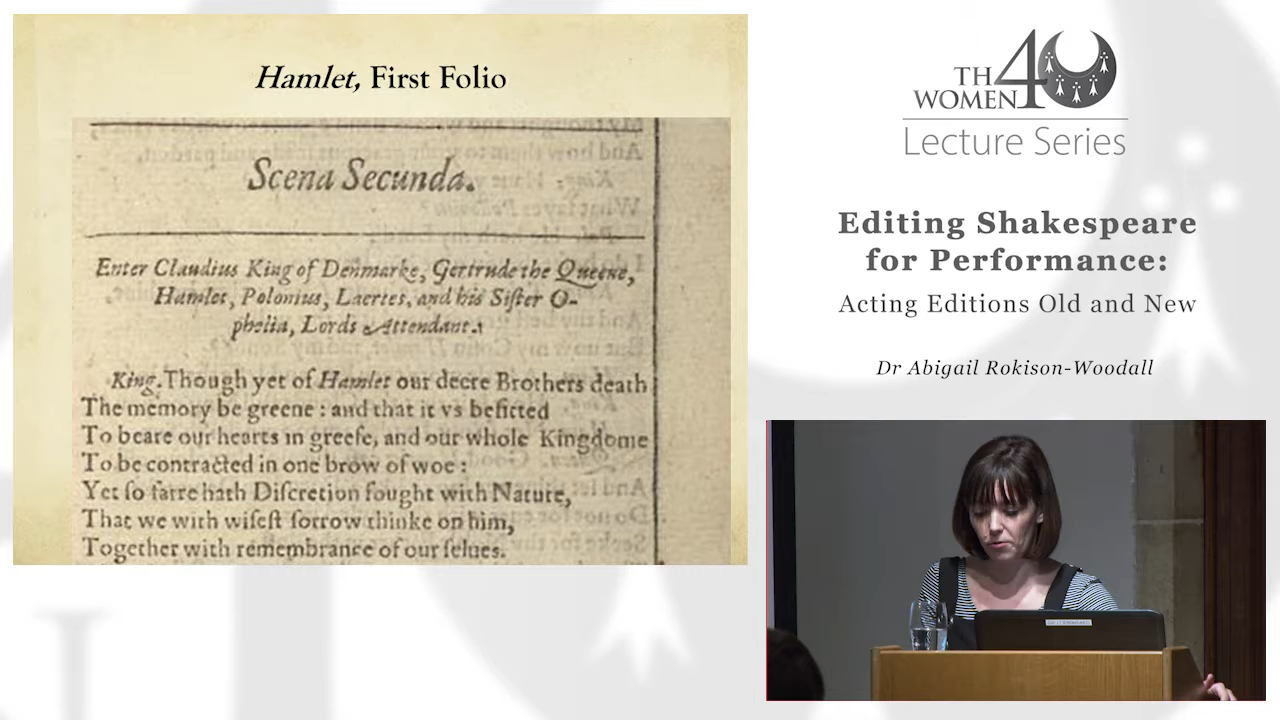 Hamlet, First Folio
Scena Secunda.
Enter Claudius King of Denmarke, Gertrude the Queene,
Hamlet, Polonius, Laertes, and his Sister O-
phelia, Lords Attendant.
King. Though yet of Hamlet our deere Brothers death
The memory be greene : and that it vs befitted
To beare our hearts in greefe, and our whole Kingdome
To be contracted in one brow of woe :
Yet so farre hath Discretion fought with Nature,
That we with wisest sorrow thinke on him,
Together with remembrance of our selues.
TH 40
WOMEN
Lecture Series
Editing Shakespeare
for Performance:
Acting Editions Old and New
Dr Abigail Rokison-Woodall